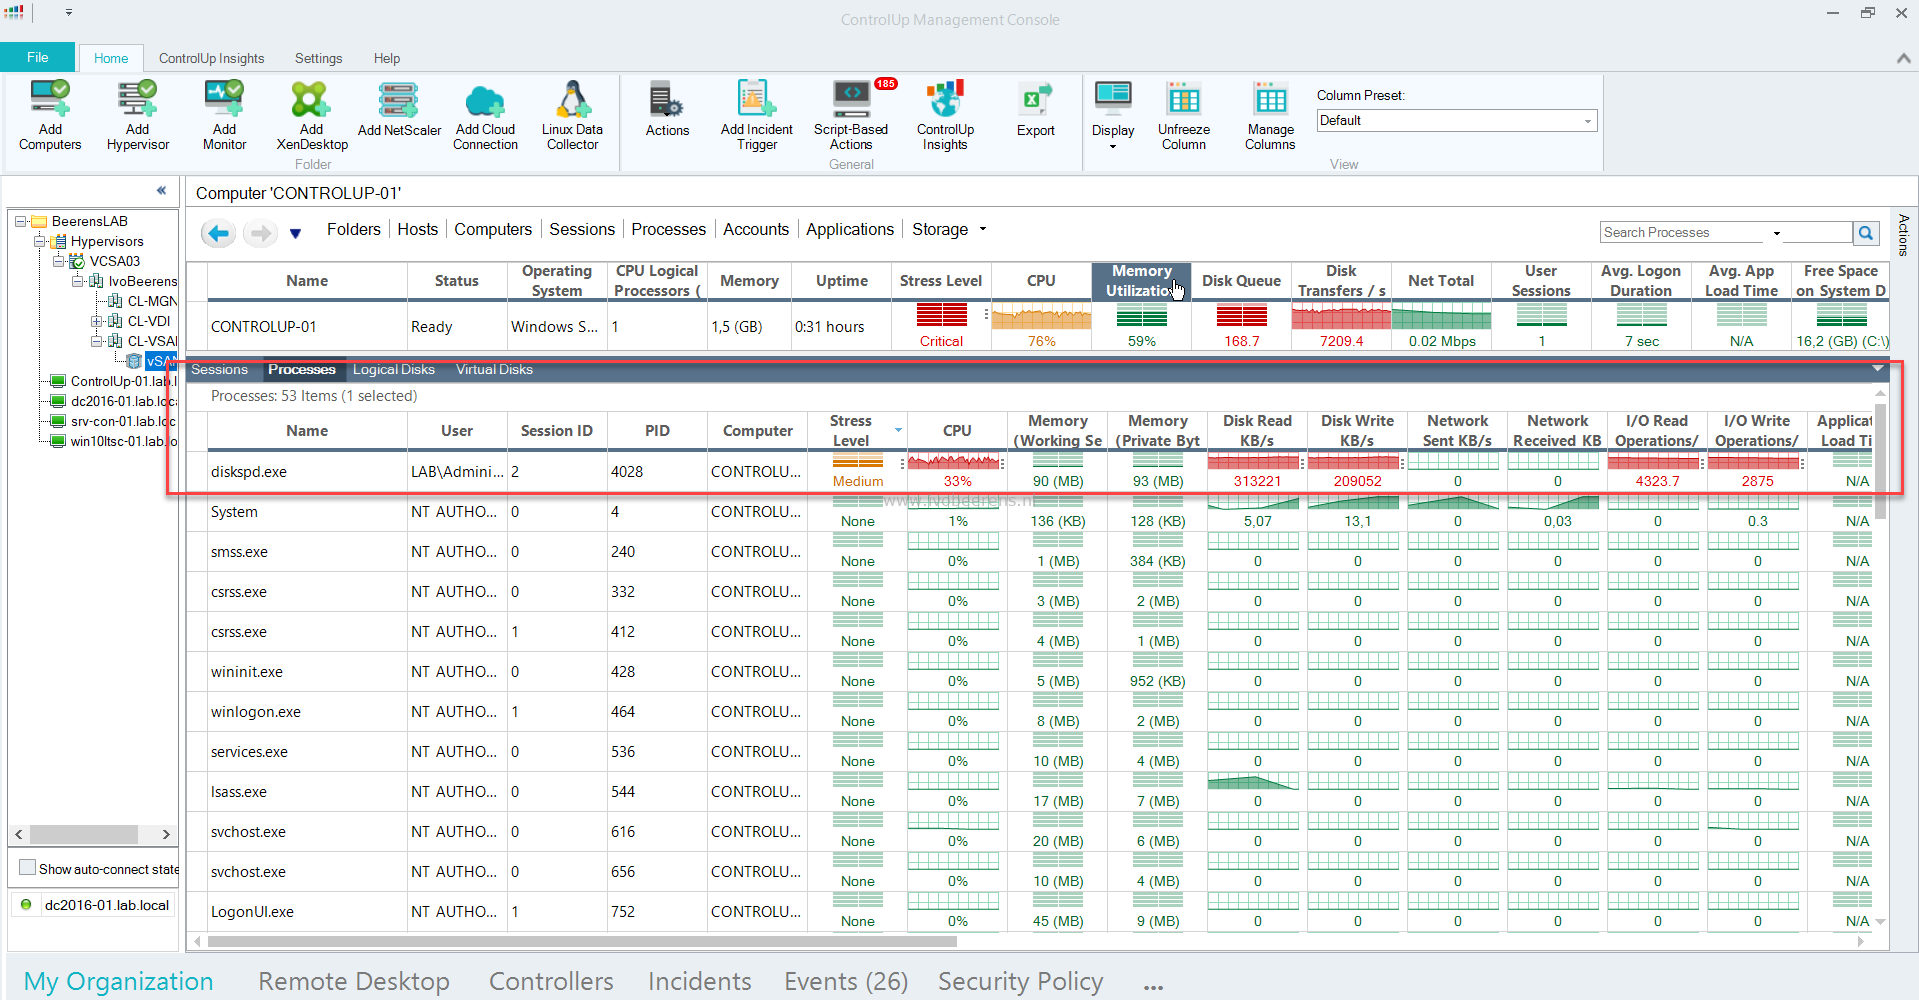 ControlUp Management Console
File Home ControlUp Insights Settings Help
Add Computers
Add Hypervisor
Add Monitor
Add XenDesktop
Add NetScaler
Add Cloud Connection
Linux Data Collector
Folder
Actions
Add Incident Trigger
Script-Based Actions
185
ControlUp Insights
Export
General
Display
Unfreeze Column
Manage Columns
Column Preset:
Default
View
«
BeerensLAB
Hypervisors
VCSA03
IvoBeerens
CL-MGN
CL-VDI
CL-VSAI
vSAN
ControlUp-01.lab.l
dc2016-01.lab.loc
srv-con-01.lab.loc
win10ltsc-01.lab.lo
Show auto-connect state
dc2016-01.lab.local
Computer 'CONTROLUP-01'
Folders Hosts Computers Sessions Processes Accounts Applications Storage
Search Processes
Actions
Name Status Operating System CPU Logical Processors ( Memory Uptime Stress Level CPU Memory Utilization Disk Queue Disk Transfers / s Net Total User Sessions Avg. Logon Duration Avg. App Load Time Free Space on System D
CONTROLUP-01 Ready Windows S... 1 1,5 (GB) 0:31 hours Critical 76% 59% 168.7 7209.4 0.02 Mbps 1 7 sec N/A 16,2 (GB) (C:\)
Sessions Processes Logical Disks Virtual Disks
Processes: 53 Items (1 selected)
Name User Session ID PID Computer Stress Level CPU Memory (Working Se Memory (Private Byt Disk Read KB/s Disk Write KB/s Network Sent KB/s Network Received KB I/O Read Operations/ I/O Write Operations/ Applicat Load Ti
diskspd.exe LAB\Admini... 2 4028 CONTROLU... Medium 33% 90 (MB) 93 (MB) 313221 209052 0 0 4323.7 2875 N/A
www.ivobeerens.n
System NT AUTHO... 0 4 CONTROLU... None 1% 136 (KB) 128 (KB) 5,07 13,1 0 0,03 0 0.3 N/A
smss.exe NT AUTHO... 0 240 CONTROLU... None 0% 1 (MB) 384 (KB) 0 0 0 0 0 0 N/A
csrss.exe NT AUTHO... 0 332 CONTROLU... None 0% 3 (MB) 2 (MB) 0 0 0 0 0 0 N/A
csrss.exe NT AUTHO... 1 412 CONTROLU... None 0% 4 (MB) 1 (MB) 0 0 0 0 0 0 N/A
wininit.exe NT AUTHO... 0 428 CONTROLU... None 0% 5 (MB) 952 (KB) 0 0 0 0 0 0 N/A
winlogon.exe NT AUTHO... 1 464 CONTROLU... None 0% 8 (MB) 2 (MB) 0 0 0 0 0 0 N/A
services.exe NT AUTHO... 0 536 CONTROLU... None 0% 10 (MB) 4 (MB) 0 0 0 0 0 0 N/A
lsass.exe NT AUTHO... 0 544 CONTROLU... None 0% 17 (MB) 7 (MB) 0 0 0 0 0 0 N/A
svchost.exe NT AUTHO... 0 616 CONTROLU... None 0% 20 (MB) 6 (MB) 0 0 0 0 0 0 N/A
svchost.exe NT AUTHO... 0 656 CONTROLU... None 0% 10 (MB) 4 (MB) 0 0 0 0 0 0 N/A
LogonUI.exe NT AUTHO... 1 752 CONTROLU... None 0% 45 (MB) 9 (MB) 0 0 0 0 0 0 N/A
My Organization Remote Desktop Controllers Incidents Events (26) Security Policy ...